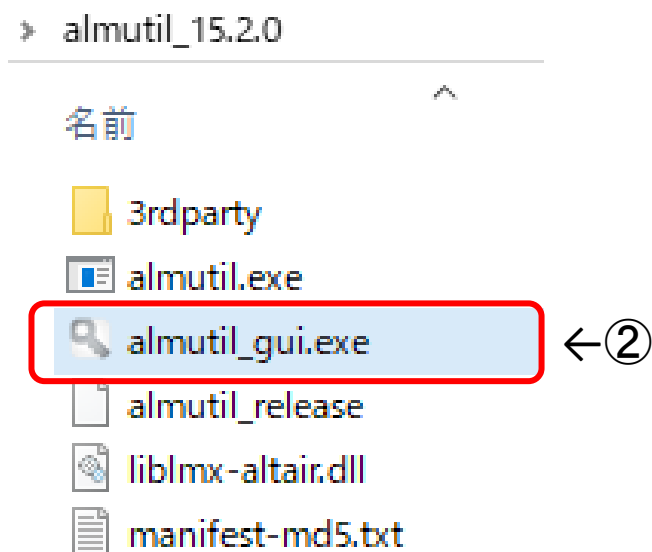 almutil_15.2.0
名前
3rdparty
almutil.exe
almutil_gui.exe ←②
almutil_release
liblmx-altair.dll
manifest-md5.txt